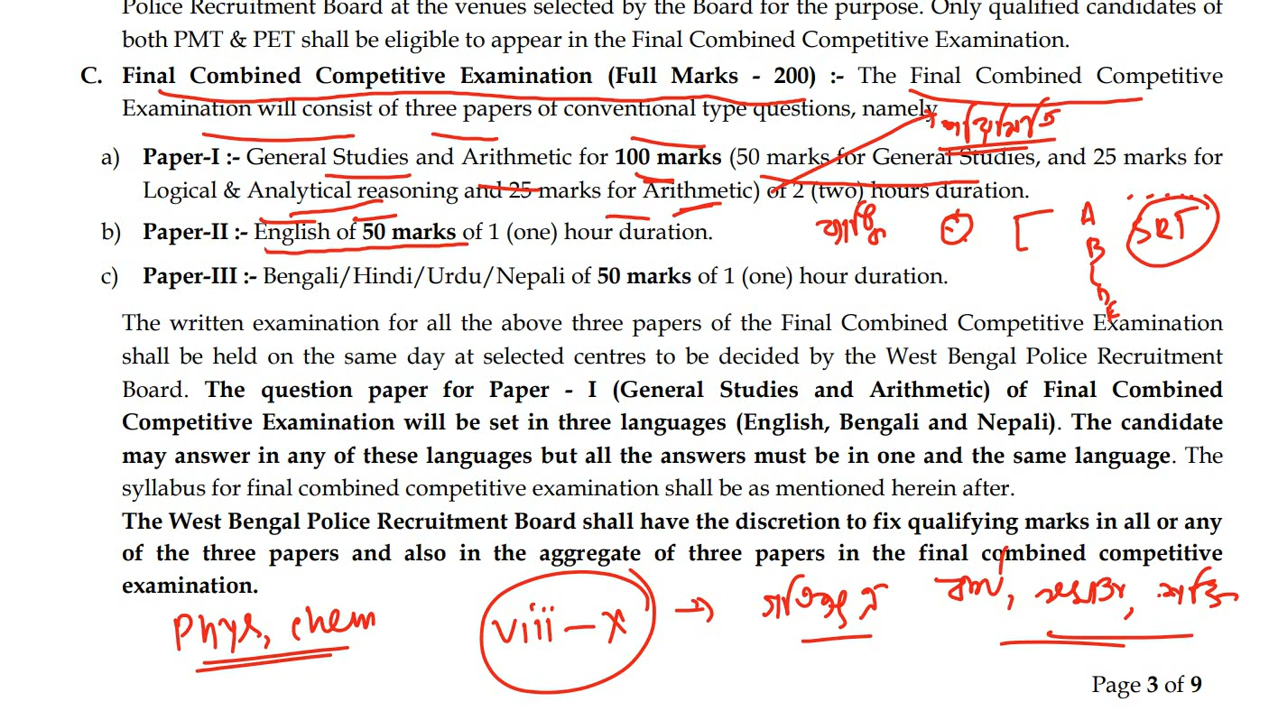 Police Recruitment Board at the venues selected by the Board for the purpose. Only qualified candidates of
both PMT & PET shall be eligible to appear in the Final Combined Competitive Examination.
C. Final Combined Competitive Examination (Full Marks - 200) :- The Final Combined Competitive
Examination will consist of three papers of conventional type questions, namely
a) Paper-I :- General Studies and Arithmetic for 100 marks (50 marks for General Studies, and 25 marks for
Logical & Analytical reasoning and 25 marks for Arithmetic) of 2 (two) hours duration.
b) Paper-II :- English of 50 marks of 1 (one) hour duration.
A
B
SRT
c) Paper-III :- Bengali/Hindi/Urdu/Nepali of 50 marks of 1 (one) hour duration.
The written examination for all the above three papers of the Final Combined Competitive Examination
shall be held on the same day at selected centres to be decided by the West Bengal Police Recruitment
Board. The question paper for Paper - I (General Studies and Arithmetic) of Final Combined
Competitive Examination will be set in three languages (English, Bengali and Nepali). The candidate
may answer in any of these languages but all the answers must be in one and the same language. The
syllabus for final combined competitive examination shall be as mentioned herein after.
The West Bengal Police Recruitment Board shall have the discretion to fix qualifying marks in all or any
of the three papers and also in the aggregate of three papers in the final combined competitive
examination.
Phys, chem viii - X →
Page 3 of 9